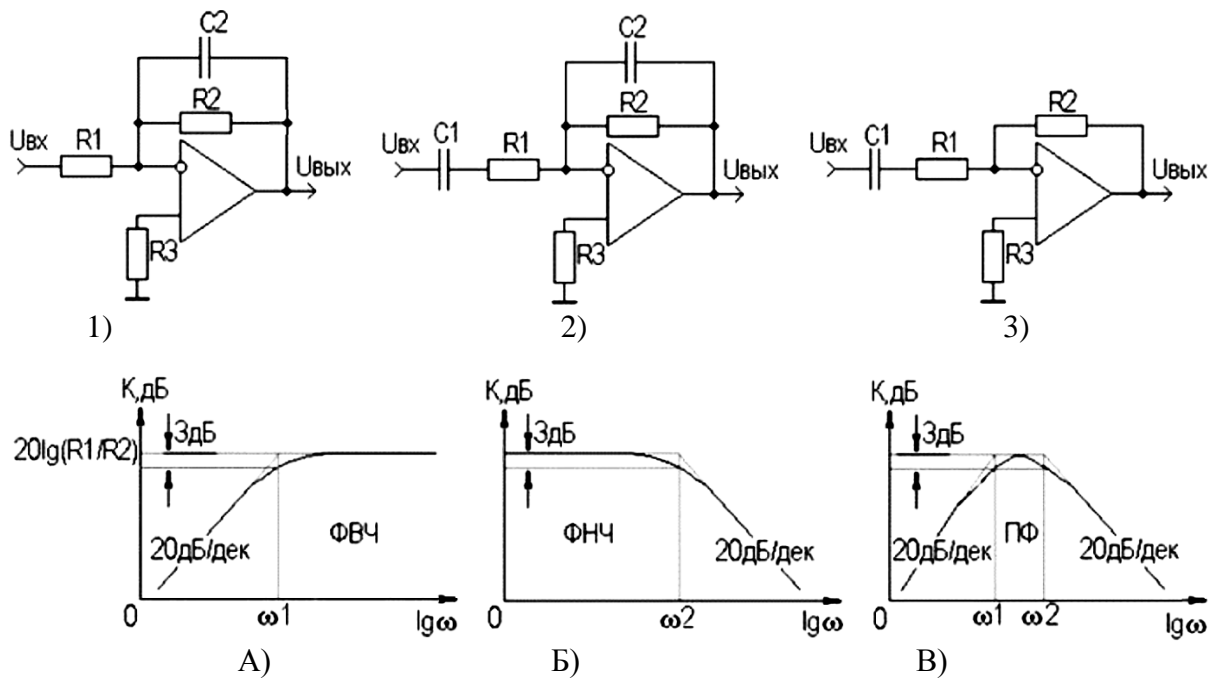 C2
R2
Uвх
R1
Uвых
R3
1)
C2
R2
Uвх
C1
R1
Uвых
R3
2)
R2
Uвх
C1
R1
Uвых
R3
3)
К,дБ
20lg(R1/R2)
3дБ
20дБ/дек
ФВЧ
0
ω1
lgω
А)
К,дБ
3дБ
ФНЧ
20дБ/дек
0
ω2
lgω
Б)
К,дБ
3дБ
20дБ/дек
ПФ
20дБ/дек
0
ω1
ω2
lgω
В)